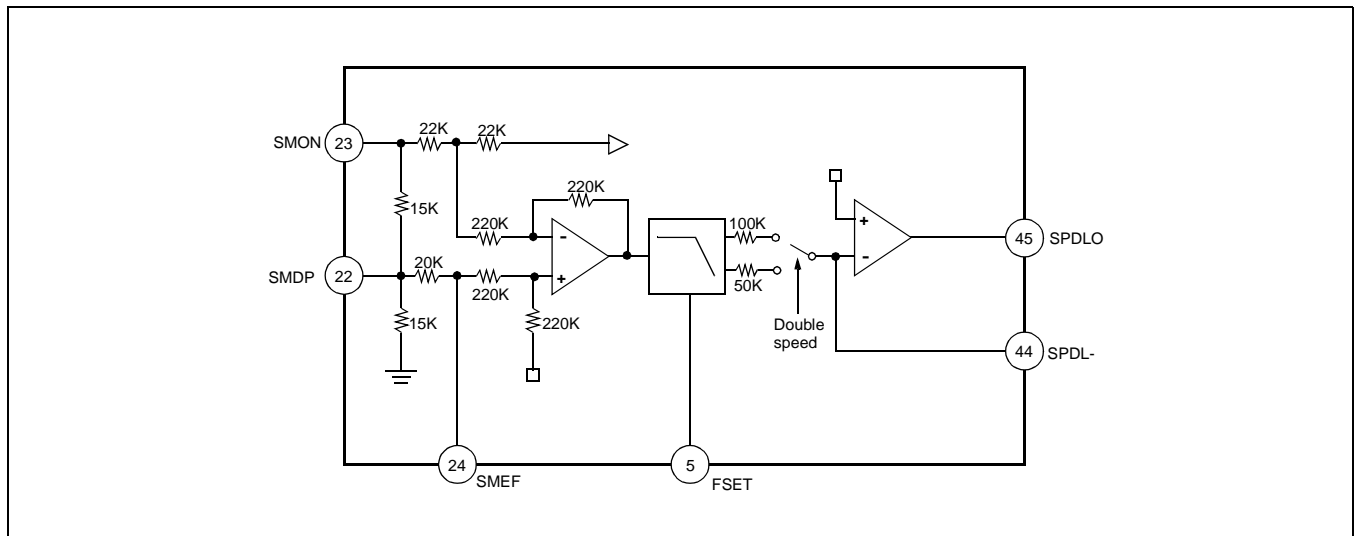 22K 22K
SMON 23
220K
15K
220K 100K
- +
45 SPDLO
20K
-
SMDP 22
220K + 50K
15K 220K
Double
speed
44 SPDL-
24 5
SMEF FSET